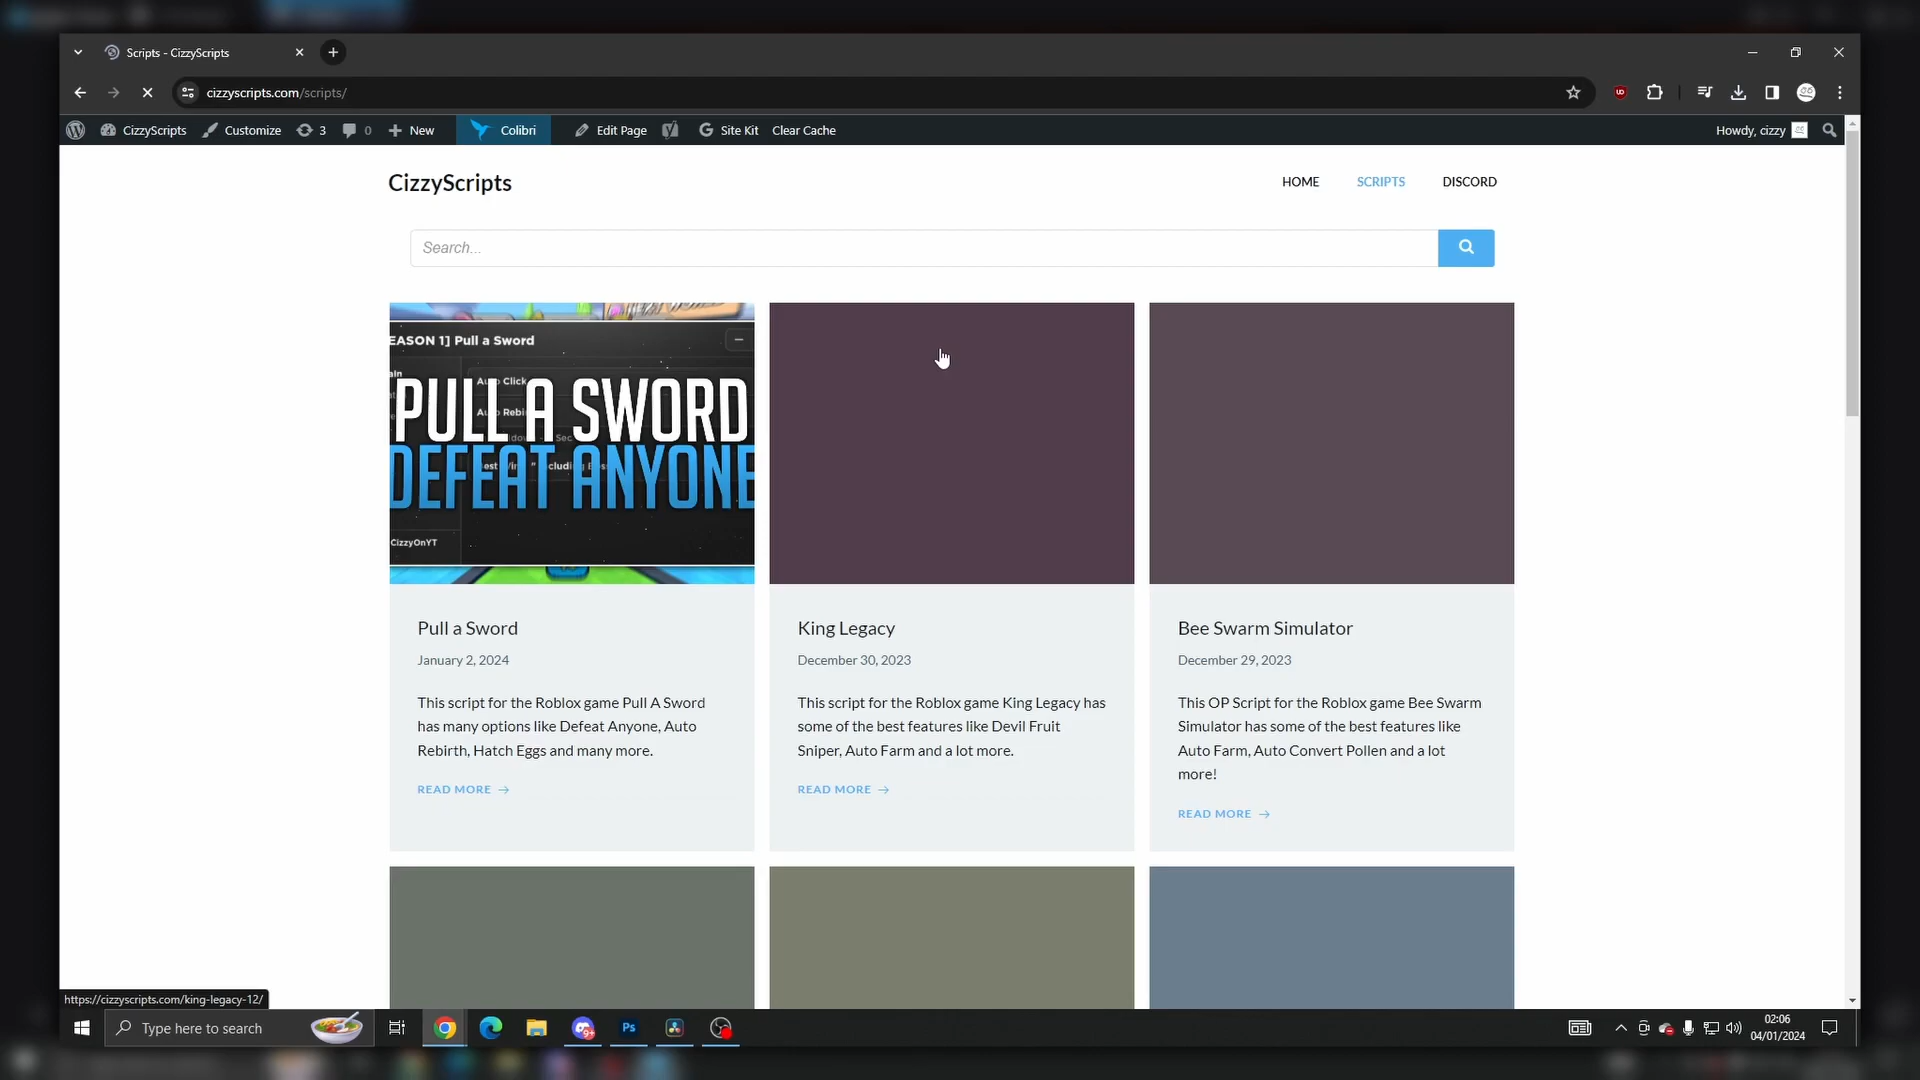 Scripts - CizzyScripts
cizzyscripts.com/scripts/
CizzyScripts Customize 3 0 New Colibri Edit Page Site Kit Clear Cache Howdy, cizzy
CizzyScripts
HOME SCRIPTS DISCORD
Search...
EASON 1] Pull a Sword
Auto Click
PULL A SWORD
DEFEAT ANYONE
CizzyOnYT
Pull a Sword
January 2, 2024
This script for the Roblox game Pull A Sword
has many options like Defeat Anyone, Auto
Rebirth, Hatch Eggs and many more.
READ MORE →
King Legacy
December 30, 2023
This script for the Roblox game King Legacy has
some of the best features like Devil Fruit
Sniper, Auto Farm and a lot more.
READ MORE →
Bee Swarm Simulator
December 29, 2023
This OP Script for the Roblox game Bee Swarm
Simulator has some of the best features like
Auto Farm, Auto Convert Pollen and a lot
more!
READ MORE →
https://cizzyscripts.com/king-legacy-12/
Type here to search
Ps
02:06
04/01/2024